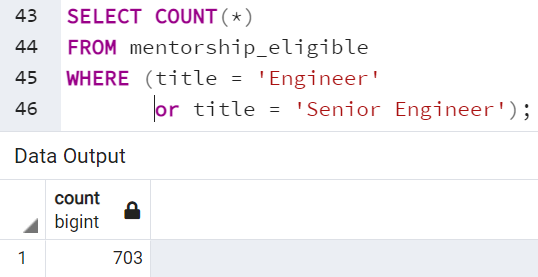 43 SELECT COUNT(*)
44 FROM mentorship_eligible
45 WHERE (title = 'Engineer'
46 or title = 'Senior Engineer');
Data Output
count
bigint
1 703